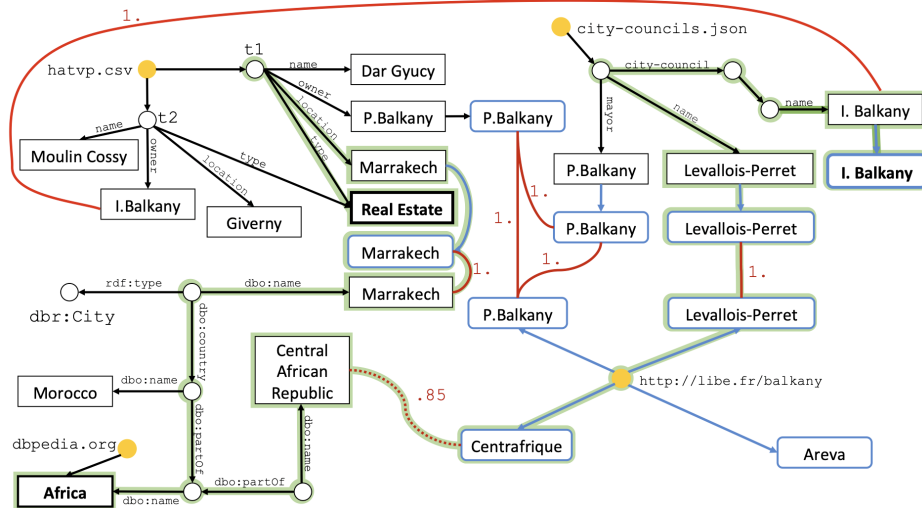 1.
city-councils.json
t1
hatvp.csv
name
Dar Gyucy
city-council
owner
P.Balkany
P.Balkany
mayor
name
name
I. Balkany
t2
name
location
type
Moulin Cossy
owner
location
type
Marrakech
P.Balkany
Levallois-Perret
I. Balkany
I.Balkany
Giverny
Real Estate
1.
1.
P.Balkany
Levallois-Perret
Marrakech
1.
1.
1.
rdf:type
dbo:name
Marrakech
dbr:City
P.Balkany
Levallois-Perret
dbo:country
Central
African
Republic
Morocco
dbo:name
.85
http://libe.fr/balkany
dbo:partOf
dbpedia.org
dbo:name
Centrafrique
Areva
Africa
dbo:name
dbo:partOf